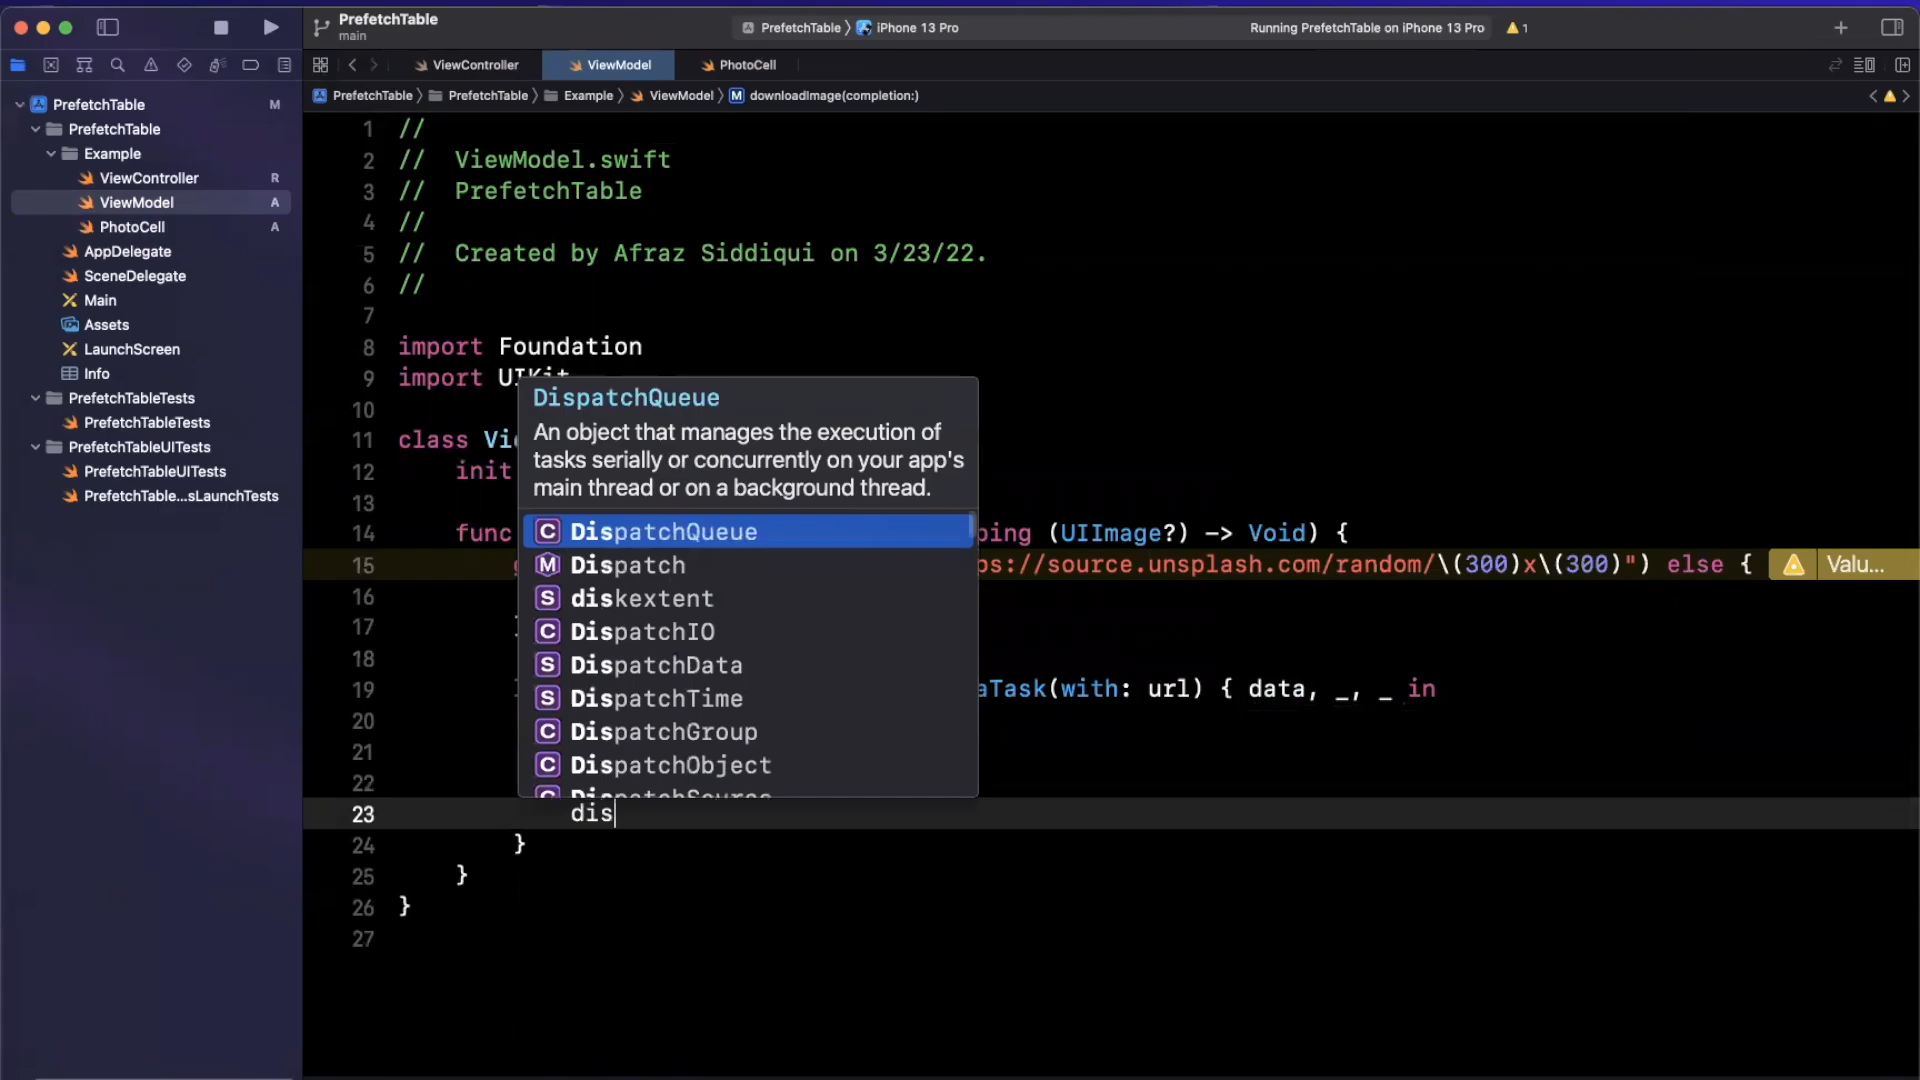 PrefetchTable
main
PrefetchTable
iPhone 13 Pro
Running PrefetchTable on iPhone 13 Pro
1
ViewController
ViewModel
PhotoCell
PrefetchTable
PrefetchTable
Example
ViewModel
M
downloadImage(completion:)
PrefetchTable
M
PrefetchTable
Example
ViewController
R
ViewModel
A
PhotoCell
A
AppDelegate
SceneDelegate
Main
Assets
LaunchScreen
Info
PrefetchTableTests
PrefetchTableTests
PrefetchTableUITests
PrefetchTableUITests
PrefetchTable...sLaunchTests
1 //
2 // ViewModel.swift
3 // PrefetchTable
4 //
5 // Created by Afraz Siddiqui on 3/23/22.
6 //
7
8 import Foundation
9 import UIKit
10
11 class Vi
12 init
13
14 func ping (UIImage?) -> Void) {
15 ps://source.unsplash.com/random/\(300)x\(300)") else {
Valu...
16
17
18
19 aTask(with: url) { data, _, _ in
20
21
22
23 dis
24 }
25 }
26 }
27
DispatchQueue
An object that manages the execution of
tasks serially or concurrently on your app's
main thread or on a background thread.
C DispatchQueue
M Dispatch
S diskextent
C DispatchIO
S DispatchData
S DispatchTime
C DispatchGroup
C DispatchObject
C DispatchSource